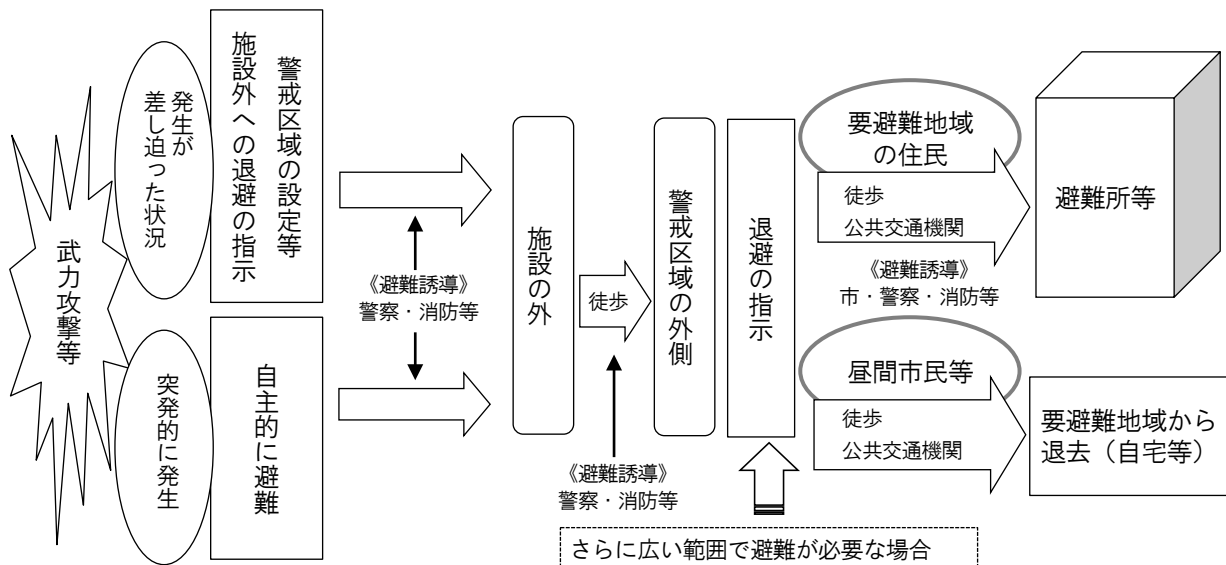 武力攻撃等
発生が
差し迫った状況
警戒区域の設定等
施設外への退避の指示
突発的に発生
自主的に避難
《避難誘導》
警察・消防等
施設の外
徒歩
《避難誘導》
警察・消防等
警戒区域の外側
退避の指示
さらに広い範囲で避難が必要な場合
要避難地域
の住民
徒歩
公共交通機関
《避難誘導》
市・警察・消防等
避難所等
昼間市民等
徒歩
公共交通機関
要避難地域から
退去（自宅等）